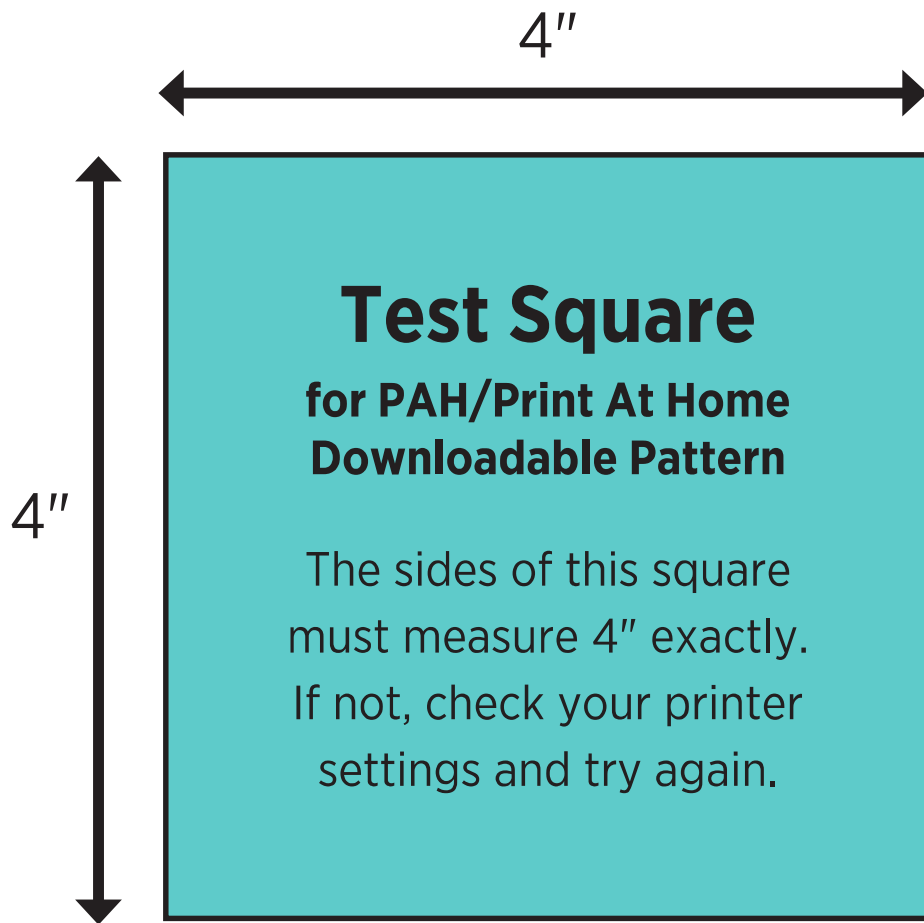 4"
4"
Test Square
for PAH/Print At Home
Downloadable Pattern
The sides of this square
must measure 4" exactly.
If not, check your printer
settings and try again.